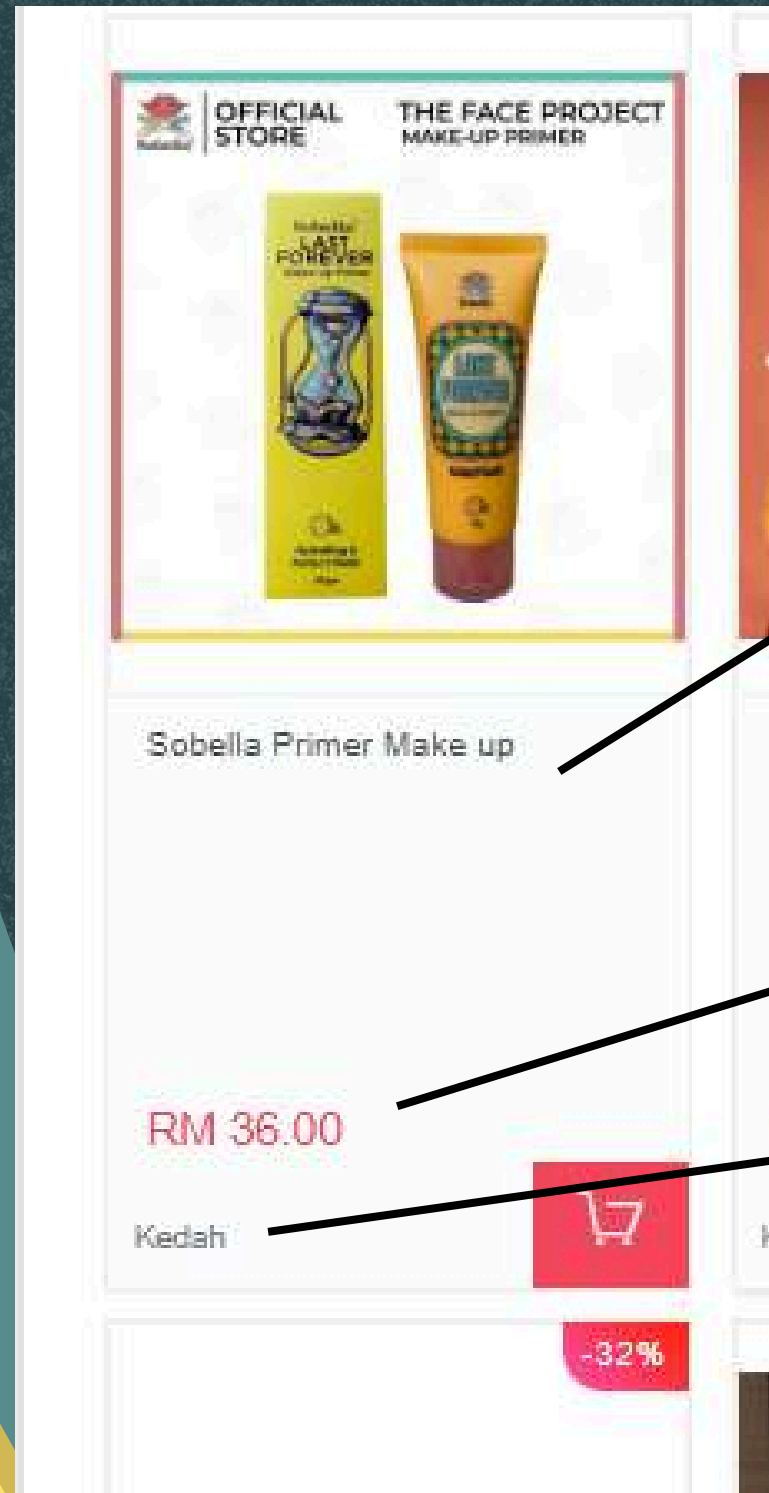 OFFICIAL STORE
THE FACE PROJECT
MAKE-UP PRIMER
LAST
FOREVER
Sobella Primer Make up
RM 36.00
Kedah
-32%